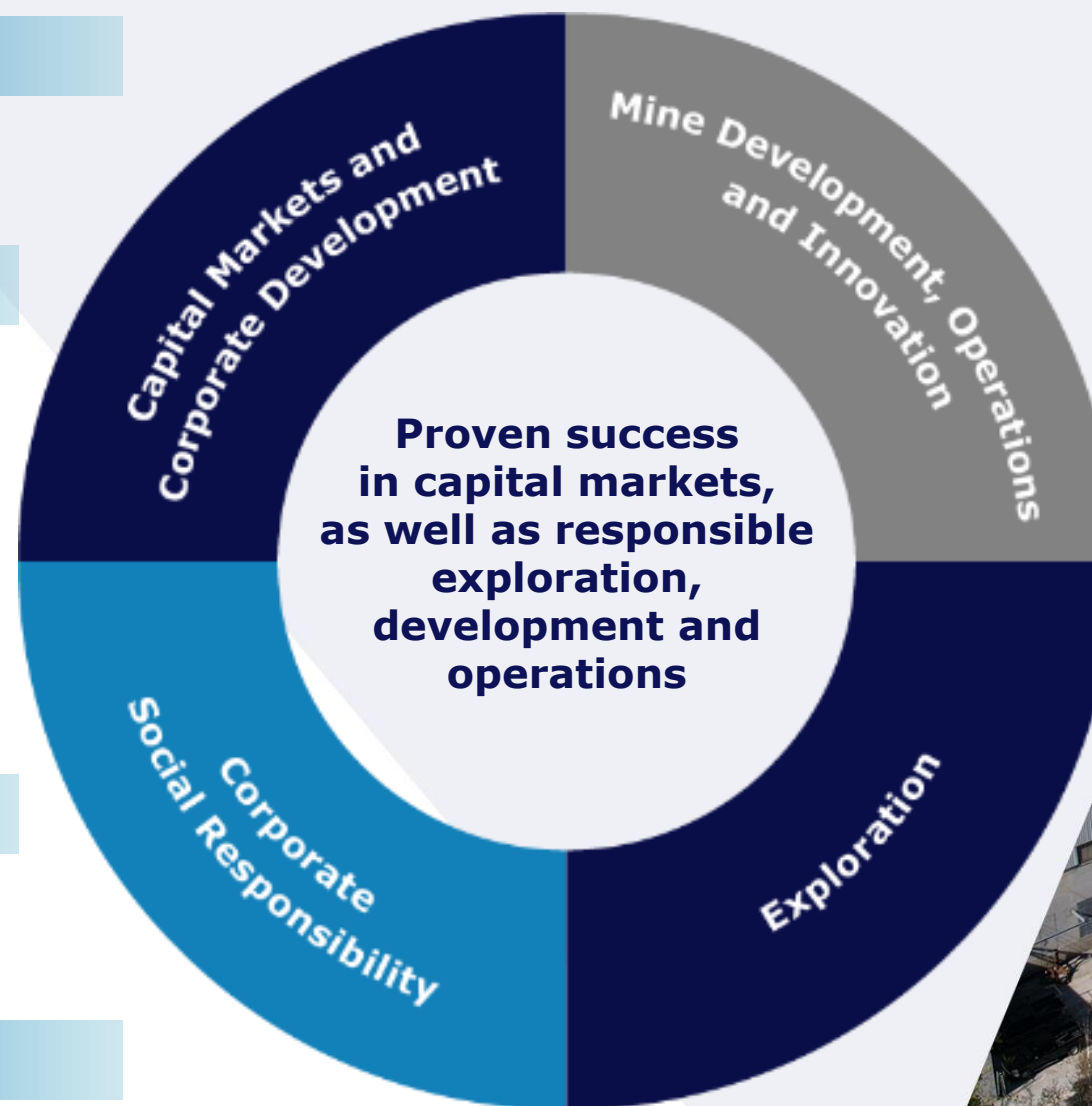 Capital Markets and
Corporate Development
Mine Development, Operations
and Innovation
Proven success
in capital markets,
as well as responsible
exploration,
development and
operations
Corporate
Social Responsibility
Exploration